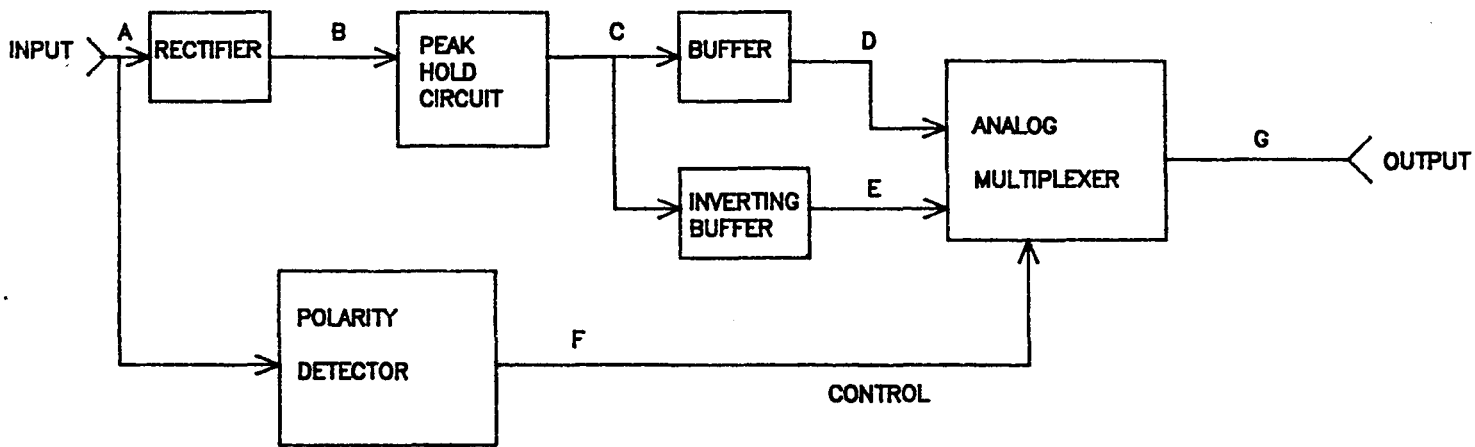 INPUT
A
RECTIFIER
B
PEAK
HOLD
CIRCUIT
C
BUFFER
D
INVERTING
BUFFER
E
ANALOG
MULTIPLEXER
G
OUTPUT
POLARITY
DETECTOR
F
CONTROL